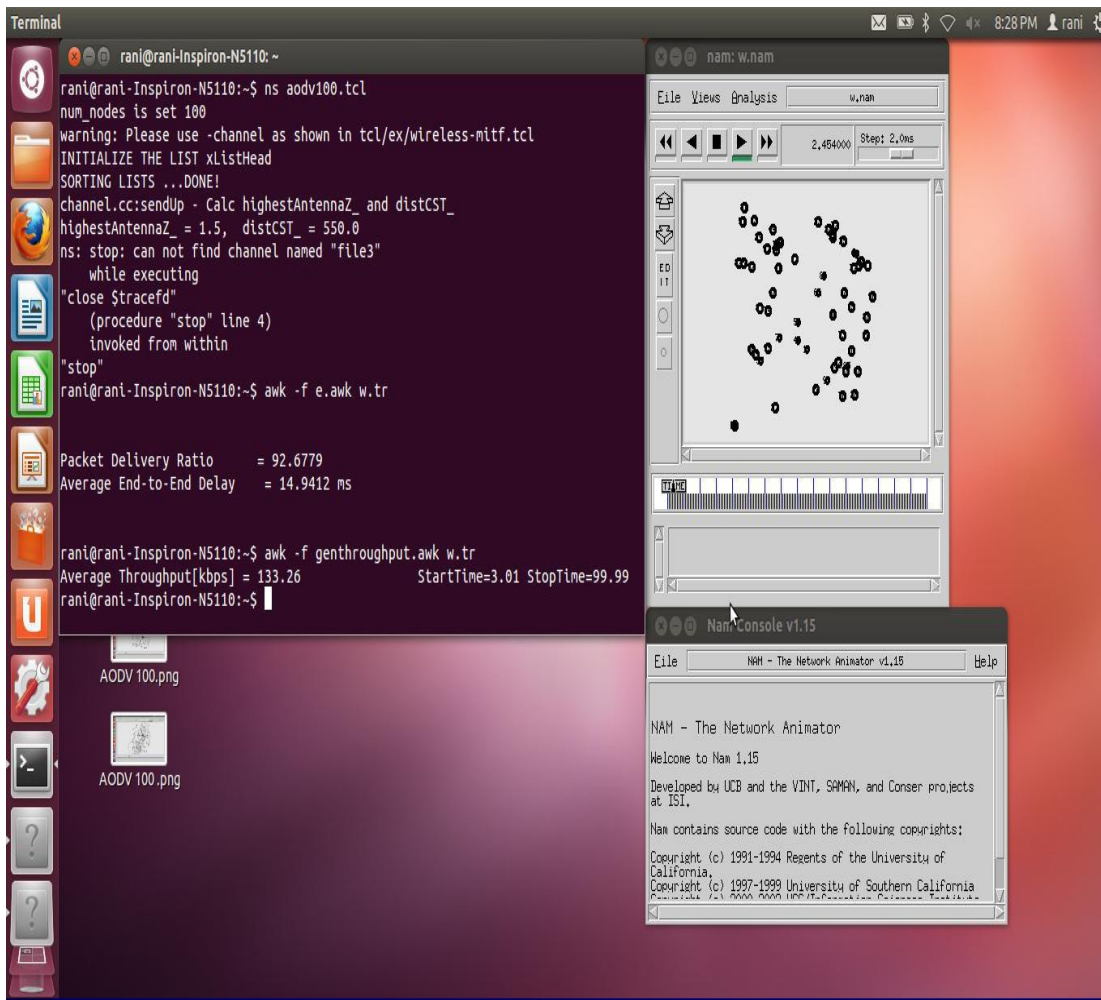 Terminal
8:28 PM rani
rani@rani-Inspiron-N5110: ~
rani@rani-Inspiron-N5110:~$ ns aodv100.tcl
num_nodes is set 100
warning: Please use -channel as shown in tcl/ex/wireless-mitf.tcl
INITIALIZE THE LIST xListHead
SORTING LISTS ...DONE!
channel.cc:sendUp - Calc highestAntennaZ_ and distCST_
highestAntennaZ_ = 1.5, distCST_ = 550.0
ns: stop: can not find channel named "file3"
while executing
"close $tracefd"
(procedure "stop" line 4)
invoked from within
"stop"
rani@rani-Inspiron-N5110:~$ awk -f e.awk w.tr
Packet Delivery Ratio = 92.6779
Average End-to-End Delay = 14.9412 ms
rani@rani-Inspiron-N5110:~$ awk -f genthroughput.awk w.tr
Average Throughput[kbps] = 133.26 StartTime=3.01 StopTime=99.99
rani@rani-Inspiron-N5110:~$
AODV 100.png
AODV 100 .png
nam: w.nam
File Views Analysis w.nam
2.454000 Step: 2.0ms
ED
IT
TIME
Nam Console v1.15
File NAM - The Network Animator v1.15 Help
NAM - The Network Animator
Welcome to Nam 1.15
Developed by UCB and the VINT, SAMAN, and Conser projects
at ISI.
Nam contains source code with the following copyrights:
Copyright (c) 1991-1994 Regents of the University of
California.
Copyright (c) 1997-1999 University of Southern California